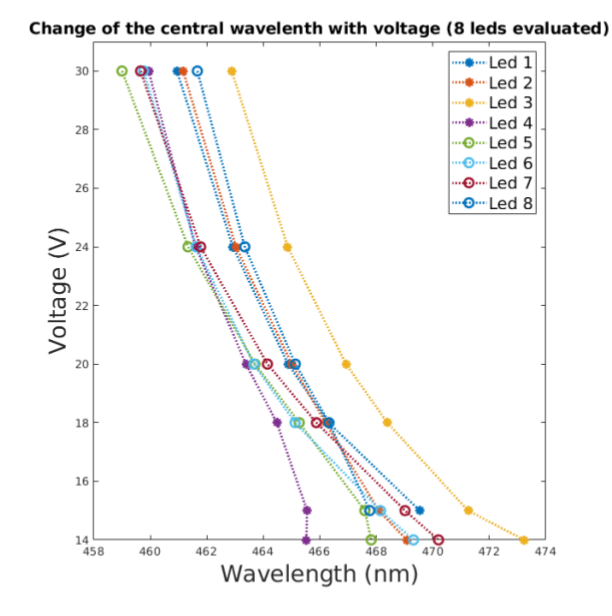 Change of the central wavelenth with voltage (8 leds evaluated)
30
28
26
24
22
20
18
16
14
Voltage (V)
458 460 462 464 466 468 470 472 474
Wavelength (nm)
Led 1
Led 2
Led 3
Led 4
Led 5
Led 6
Led 7
Led 8